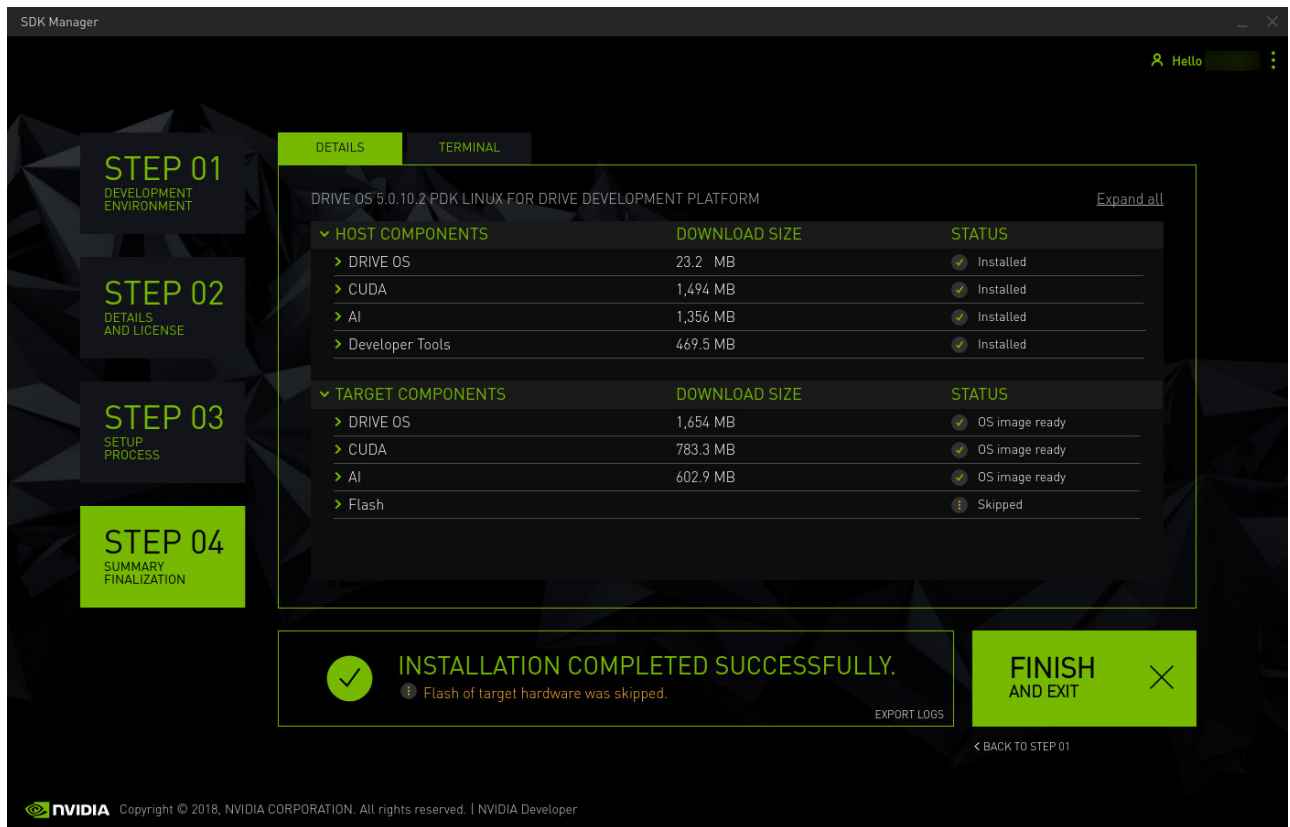 SDK Manager
Hello
STEP 01
DEVELOPMENT
ENVIRONMENT
STEP 02
DETAILS
AND LICENSE
STEP 03
SETUP
PROCESS
STEP 04
SUMMARY
FINALIZATION
DETAILS TERMINAL
DRIVE OS 5.0.10.2 PDK LINUX FOR DRIVE DEVELOPMENT PLATFORM Expand all
HOST COMPONENTS DOWNLOAD SIZE STATUS
DRIVE OS 23.2 MB Installed
CUDA 1,494 MB Installed
AI 1,356 MB Installed
Developer Tools 469.5 MB Installed
TARGET COMPONENTS DOWNLOAD SIZE STATUS
DRIVE OS 1,654 MB OS image ready
CUDA 783.3 MB OS image ready
AI 602.9 MB OS image ready
Flash Skipped
INSTALLATION COMPLETED SUCCESSFULLY.
Flash of target hardware was skipped.
EXPORT LOGS
FINISH
AND EXIT
BACK TO STEP 01
NVIDIA Copyright © 2018, NVIDIA CORPORATION. All rights reserved. | NVIDIA Developer